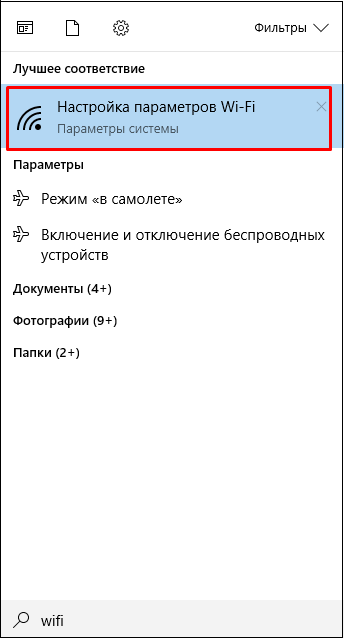 Фильтры
Лучшее соответствие
Настройка параметров Wi-Fi
Параметры системы
Параметры
Режим «в самолете»
Включение и отключение беспроводных
устройств
Документы (4+)
Фотографии (9+)
Папки (2+)
wifi